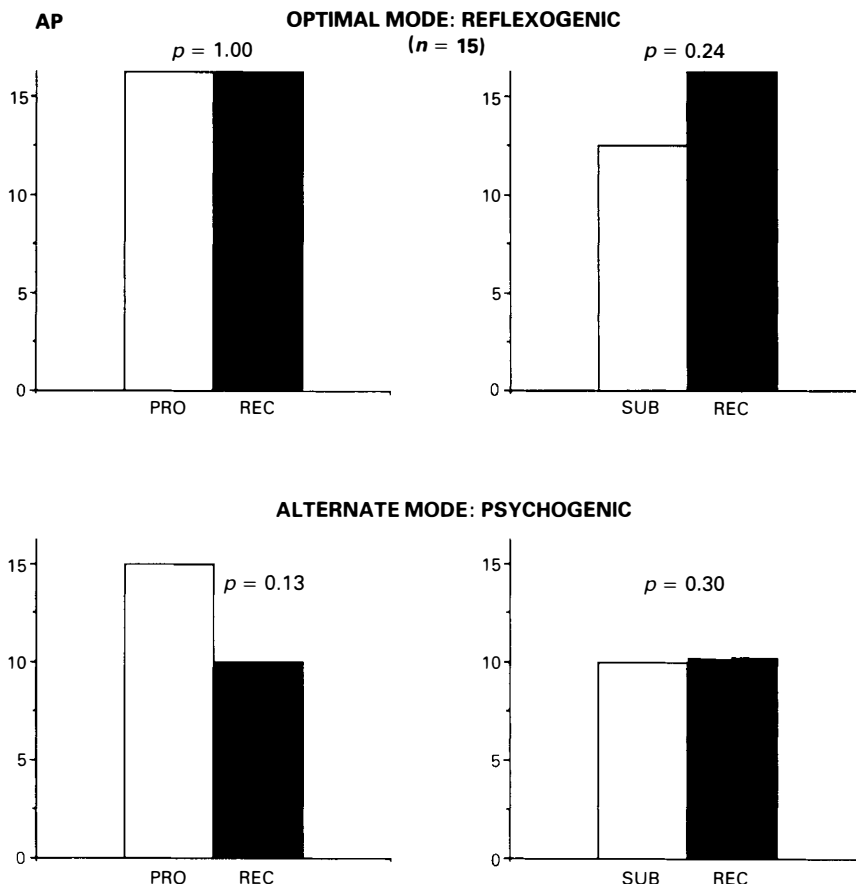 AP
OPTIMAL MODE: REFLEXOGENIC
(n = 15)
p = 1.00
15
10
5
0
PRO REC
p = 0.24
15
10
5
0
SUB REC
ALTERNATE MODE: PSYCHOGENIC
p = 0.13
15
10
5
0
PRO REC
p = 0.30
15
10
5
0
SUB REC